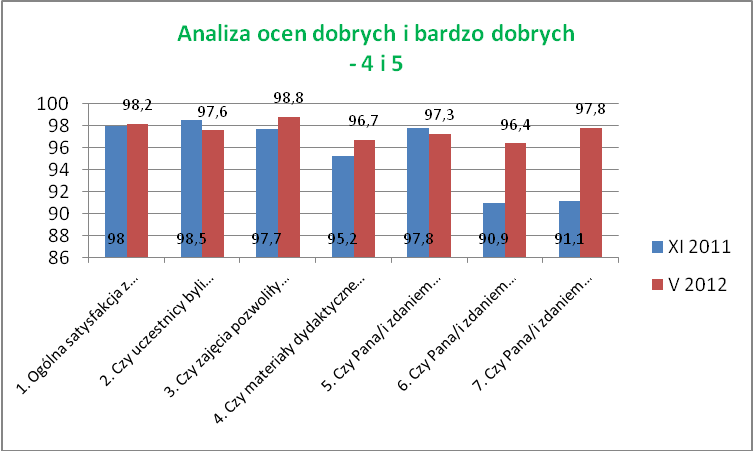 Analiza ocen dobrych i bardzo dobrych
- 4 i 5
100
98
96
94
92
90
88
86
98,2
97,6
98,8
96,7
97,3
96,4
97,8
98
98,5
97,7
95,2
97,8
90,9
91,1
1. Ogólna satysfakcja z...
2. Czy uczestnicy byli...
3. Czy zajęcia pozwoliły...
4. Czy materiały dydaktyczne...
5. Czy Pana/i zdaniem...
6. Czy Pana/i zdaniem...
7. Czy Pana/i zdaniem...
XI 2011
V 2012